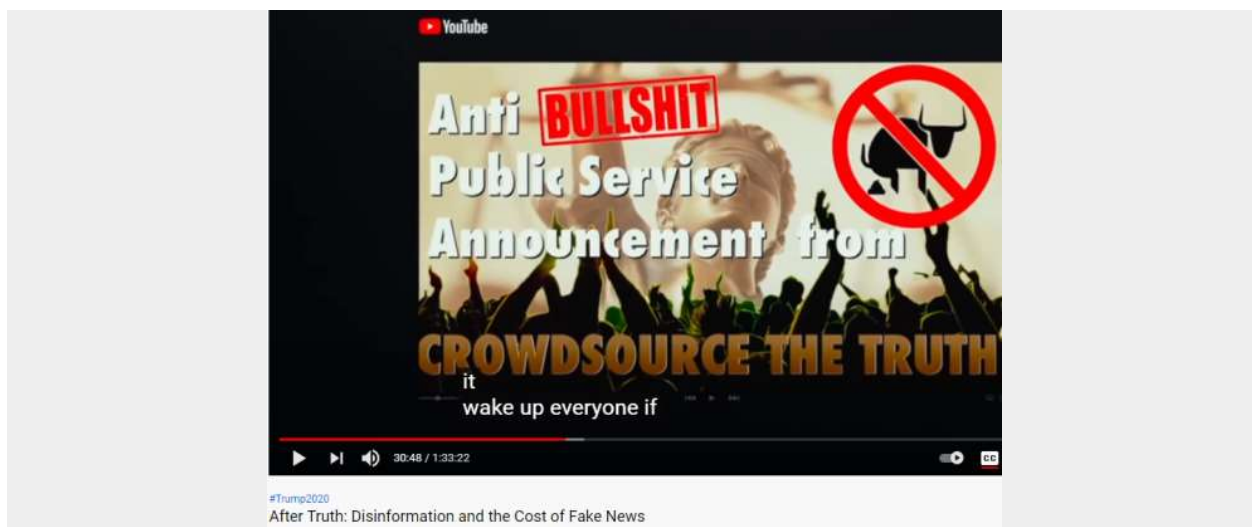 YouTube
Anti BULLSHIT
Public Service
Announcement from
CROWDSOURCE THE TRUTH
it
wake up everyone if
30:48 / 1:33:22
CC
#Trump2020
After Truth: Disinformation and the Cost of Fake News